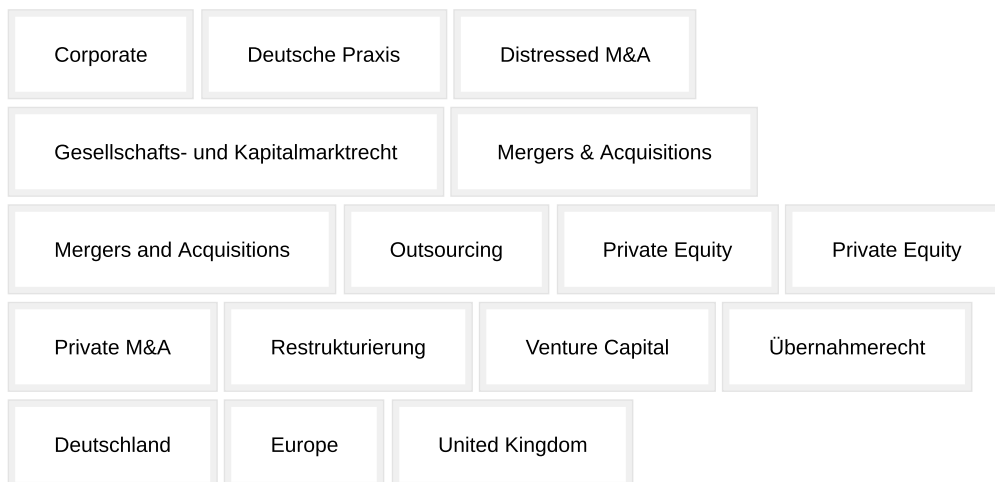 Corporate Deutsche Praxis Distressed M&A
Gesellschafts- und Kapitalmarktrecht Mergers & Acquisitions
Mergers and Acquisitions Outsourcing Private Equity Private Equity
Private M&A Restrukturierung Venture Capital Übernahmerecht
Deutschland Europe United Kingdom